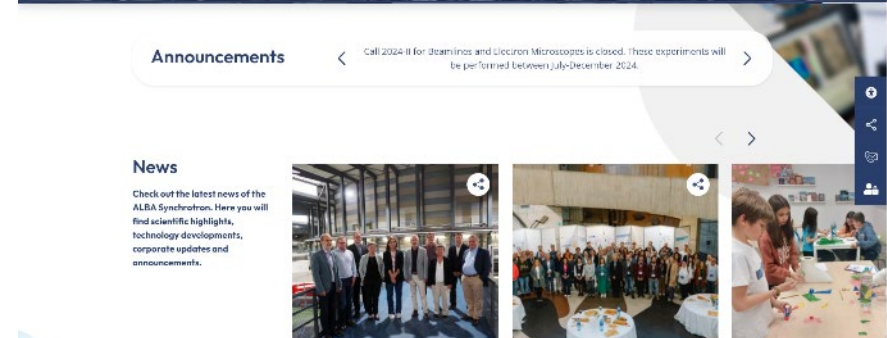 Announcements
Call 2024-II for Beamlines and Electron Microscopes is closed. These experiments will
be performed between July-December 2024.
News
Check out the latest news of the
ALBA Synchrotron. Here you will
find scientific highlights,
technology developments,
corporate updates and
announcements.